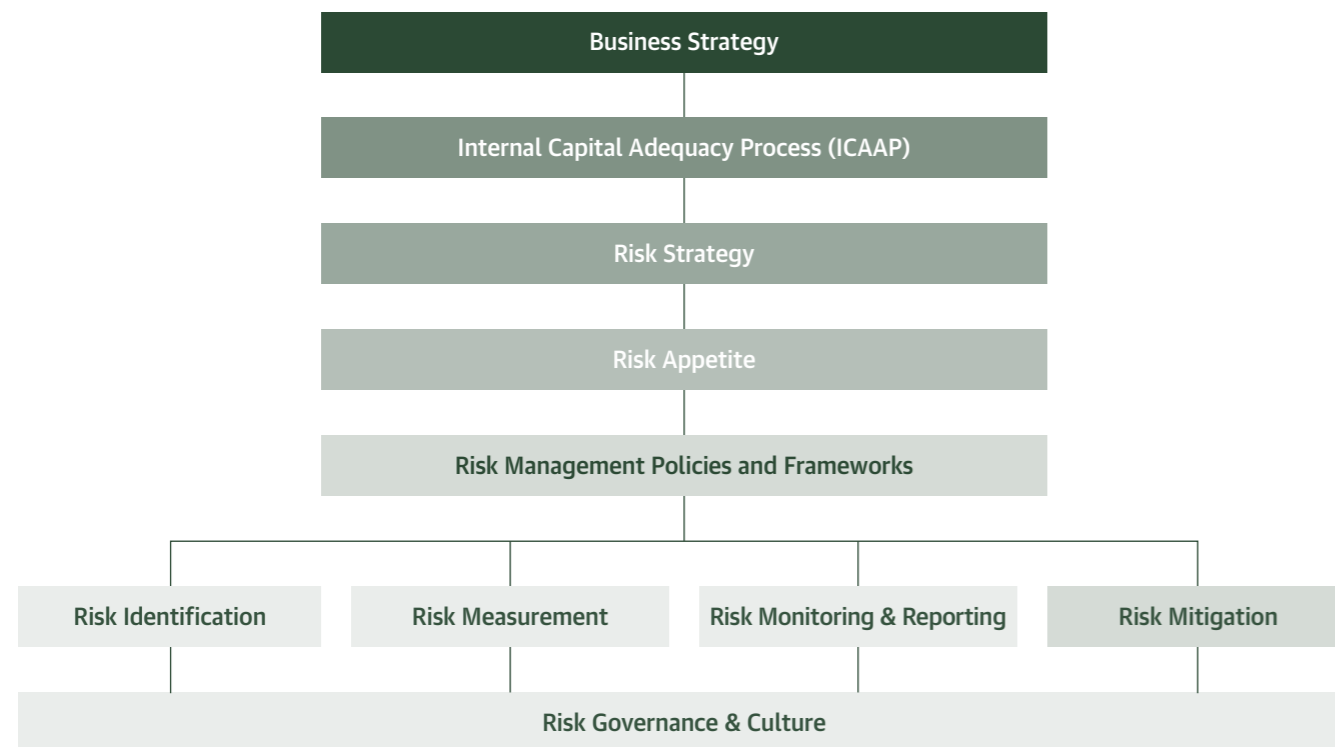 Business Strategy
Internal Capital Adequacy Process (ICAAP)
Risk Strategy
Risk Appetite
Risk Management Policies and Frameworks
Risk Identification
Risk Measurement
Risk Monitoring & Reporting
Risk Mitigation
Risk Governance & Culture